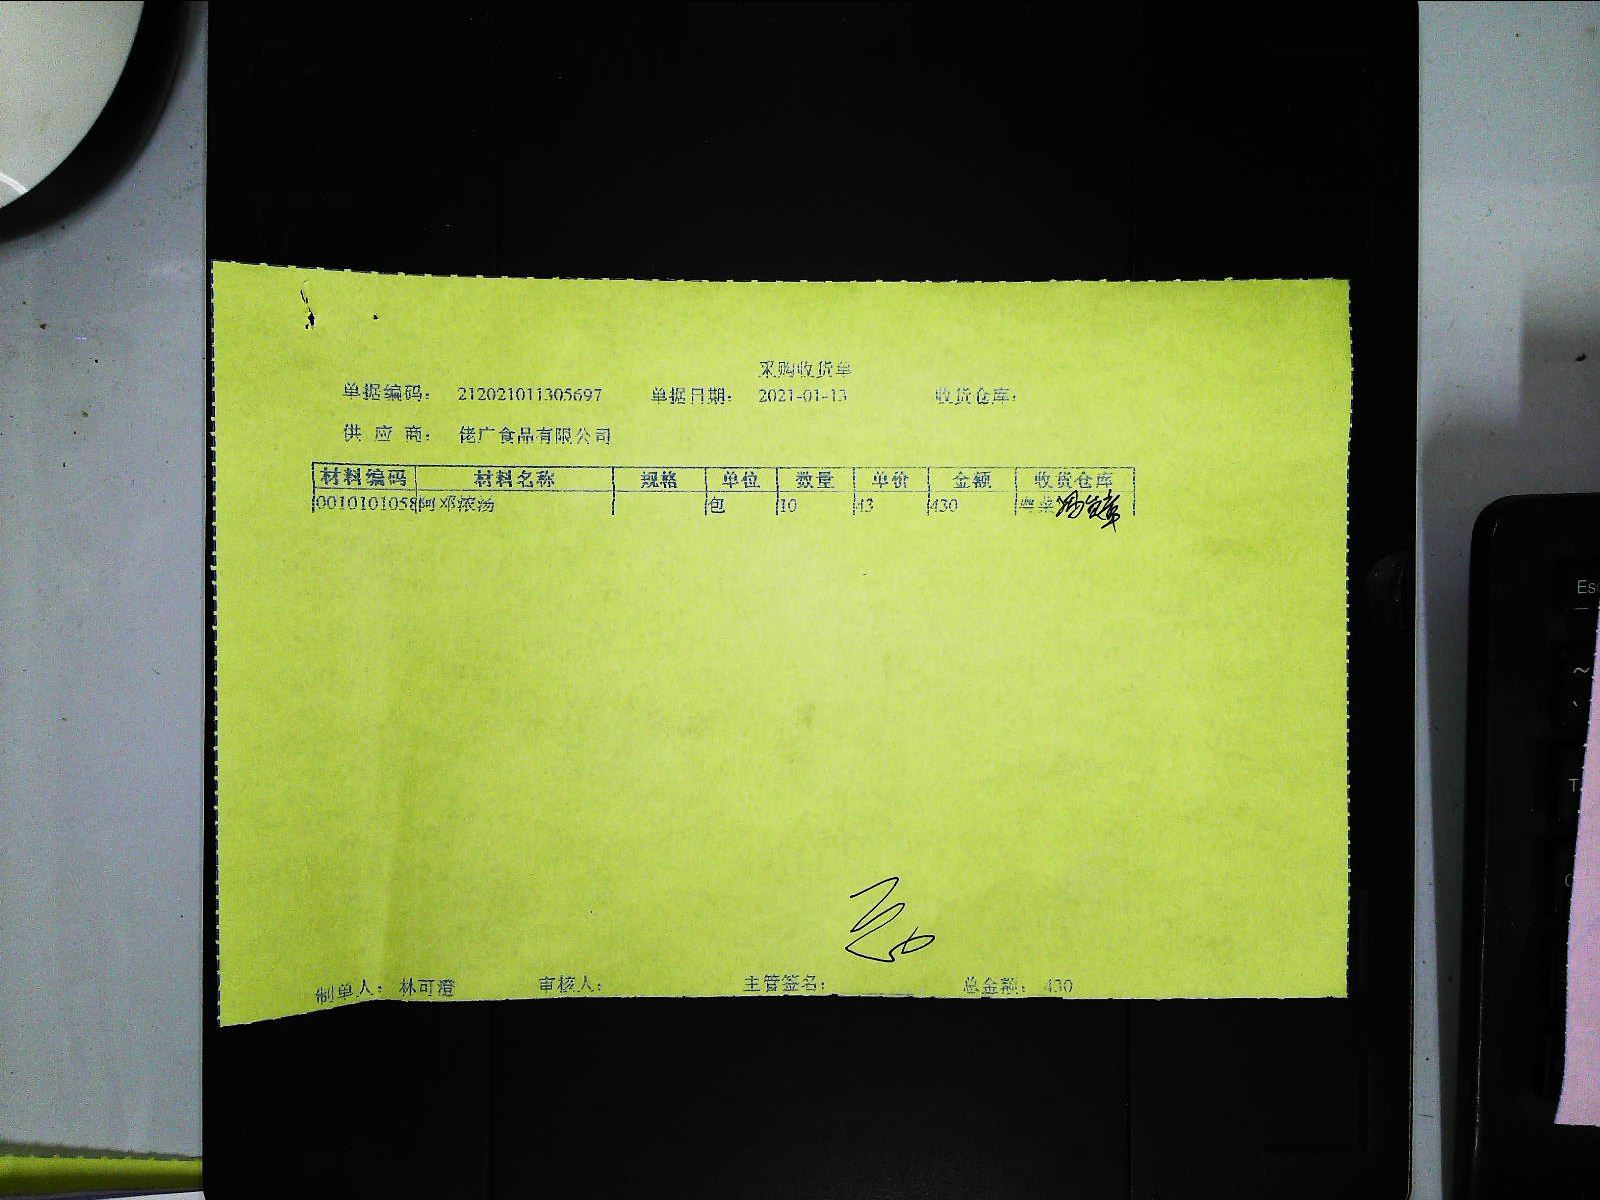 采购收货单
单据编码： 212021011305697 单据日期： 2021-01-13 收货仓库：
供 应 商： 佬广食品有限公司
材料编码 材料名称 规格 单位 数量 单价 金额 收货仓库
0010101058 阿邓浓汤 包 10 43 430 粤菜
制单人： 林可澄 审核人： 主管签名： 总金额： 430
Esc
~